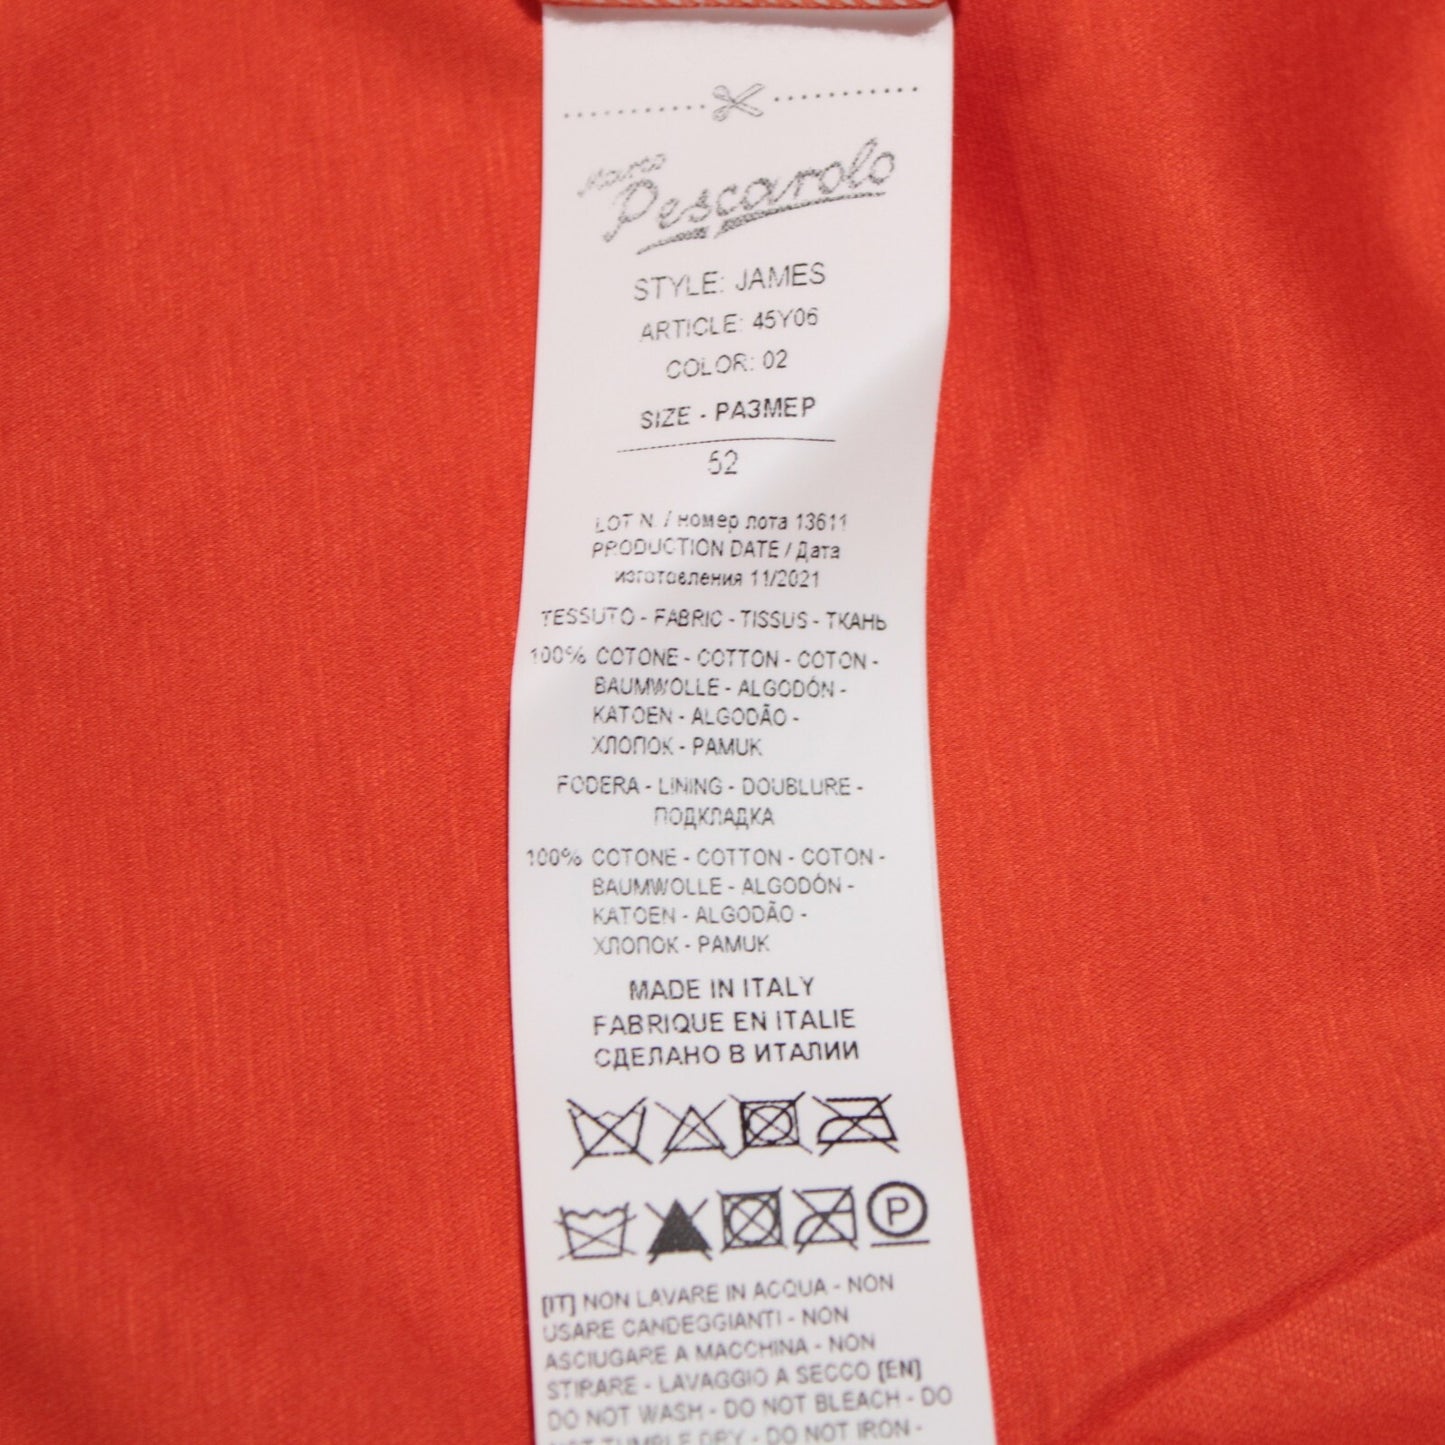 Marco
Pescarolo
STYLE: JAMES
ARTICLE: 45Y06
COLOR: 02
SIZE - РАЗМЕР
52
LOT N. / номер лота 13611
PRODUCTION DATE / Дата
изготовления 11/2021
TESSUTO - FABRIC - TISSUS - ТКАНЬ
100% COTONE - COTTON - COTON -
BAUMWOLLE - ALGODÓN -
KATOEN - ALGODÃO -
ХЛОПОК - PAMUK
FODERA - LINING - DOUBLURE -
ПОДКЛАДКА
100% COTONE - COTTON - COTON -
BAUMWOLLE - ALGODÓN -
KATOEN - ALGODÃO -
ХЛОПОК - PAMUK
MADE IN ITALY
FABRIQUE EN ITALIE
СДЕЛАНО В ИТАЛИИ
P
[IT] NON LAVARE IN ACQUA - NON
USARE CANDEGGIANTI - NON
ASCIUGARE A MACCHINA - NON
STIRARE - LAVAGGIO A SECCO [EN]
DO NOT WASH - DO NOT BLEACH - DO
NOT TUMBLE DRY - DO NOT IRON -